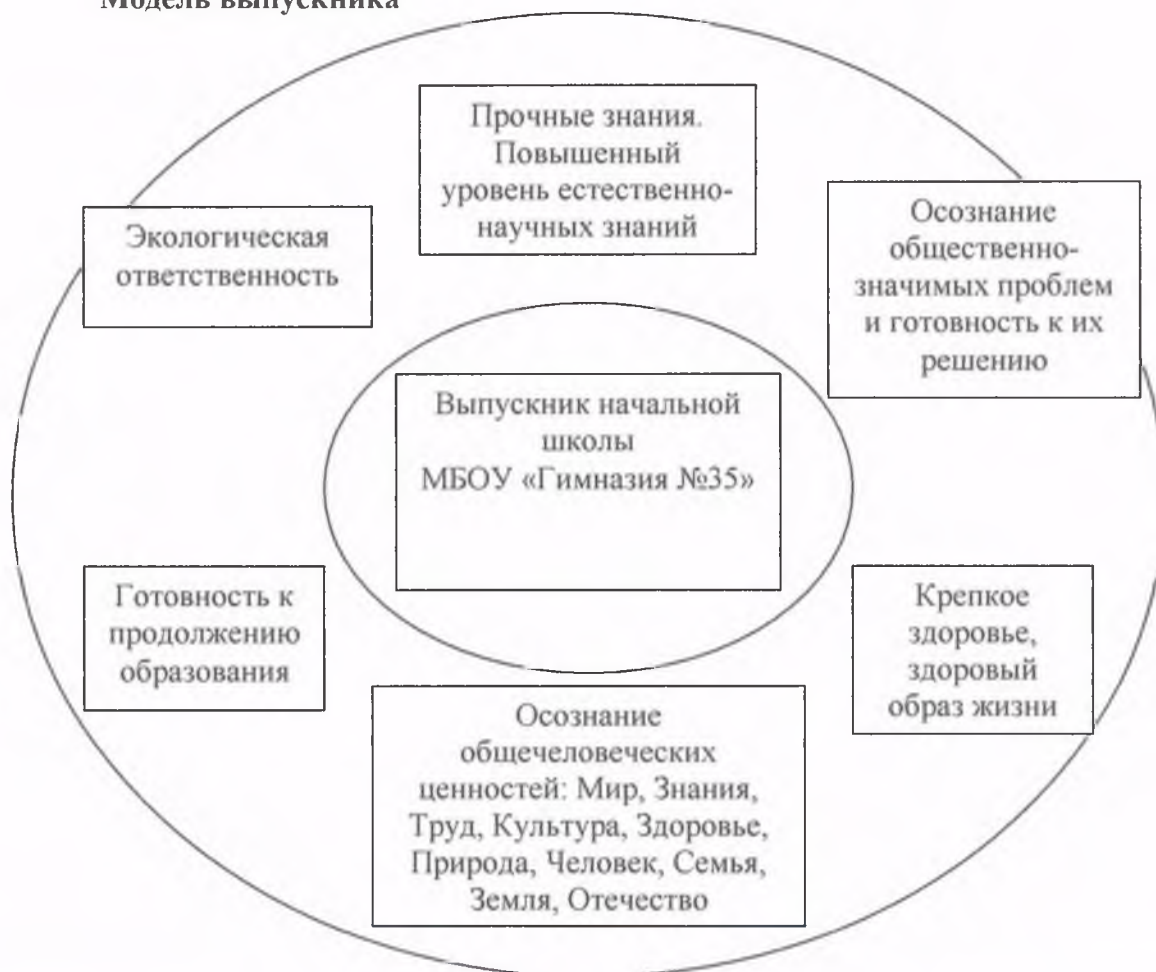 Модель выпускника
Прочные знания.
Повышенный
уровень естественно-
научных знаний
Экологическая
ответственность
Осознание
общественно-
значимых проблем
и готовность к их
решению
Выпускник начальной
школы
МБОУ «Гимназия №35»
Готовность к
продолжению
образования
Крепкое
здоровье,
здоровый
образ жизни
Осознание
общечеловеческих
ценностей: Мир, Знания,
Труд, Культура, Здоровье,
Природа, Человек, Семья,
Земля, Отечество